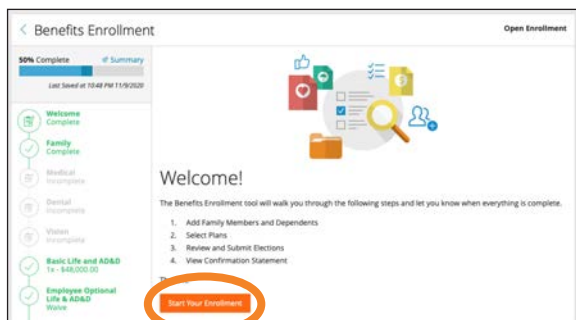 < Benefits Enrollment
Open Enrollment
50% Complete
Summary
Last Saved at 10:48 PM 11/9/2020
Welcome
Complete
Family
Complete
Medical
Incomplete
Dental
Incomplete
Vision
Incomplete
Basic Life and AD&D
1x - $48,000.00
Employee Optional
Life & AD&D
Waive
Welcome!
The Benefits Enrollment tool will walk you through the following steps and let you know when everything is complete.
1. Add Family Members and Dependents
2. Select Plans
3. Review and Submit Elections
4. View Confirmation Statement
Start Your Enrollment